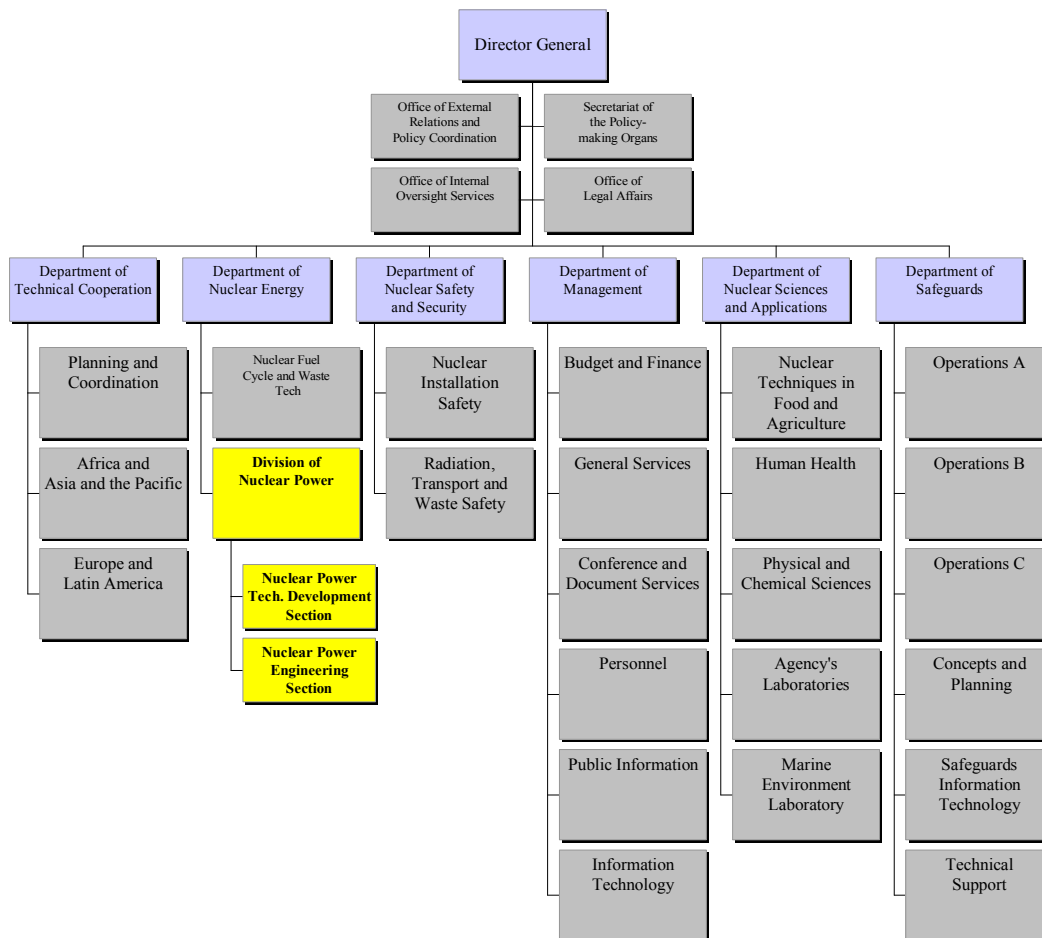 Director General
Office of External
Relations and
Policy Coordination
Secretariat of
the Policy-
making Organs
Office of Internal
Oversight Services
Office of
Legal Affairs
Department of
Technical Cooperation
Department of
Nuclear Energy
Department of
Nuclear Safety
and Security
Department of
Management
Department of
Nuclear Sciences
and Applications
Department of
Safeguards
Planning and
Coordination
Africa and
Asia and the Pacific
Europe and
Latin America
Nuclear Fuel
Cycle and Waste
Tech
Division of
Nuclear Power
Nuclear Power
Tech. Development
Section
Nuclear Power
Engineering
Section
Nuclear
Installation
Safety
Radiation,
Transport and
Waste Safety
Budget and Finance
General Services
Conference and
Document Services
Personnel
Public Information
Information
Technology
Nuclear
Techniques in
Food and
Agriculture
Human Health
Physical and
Chemical Sciences
Agency's
Laboratories
Marine
Environment
Laboratory
Operations A
Operations B
Operations C
Concepts and
Planning
Safeguards
Information
Technology
Technical
Support